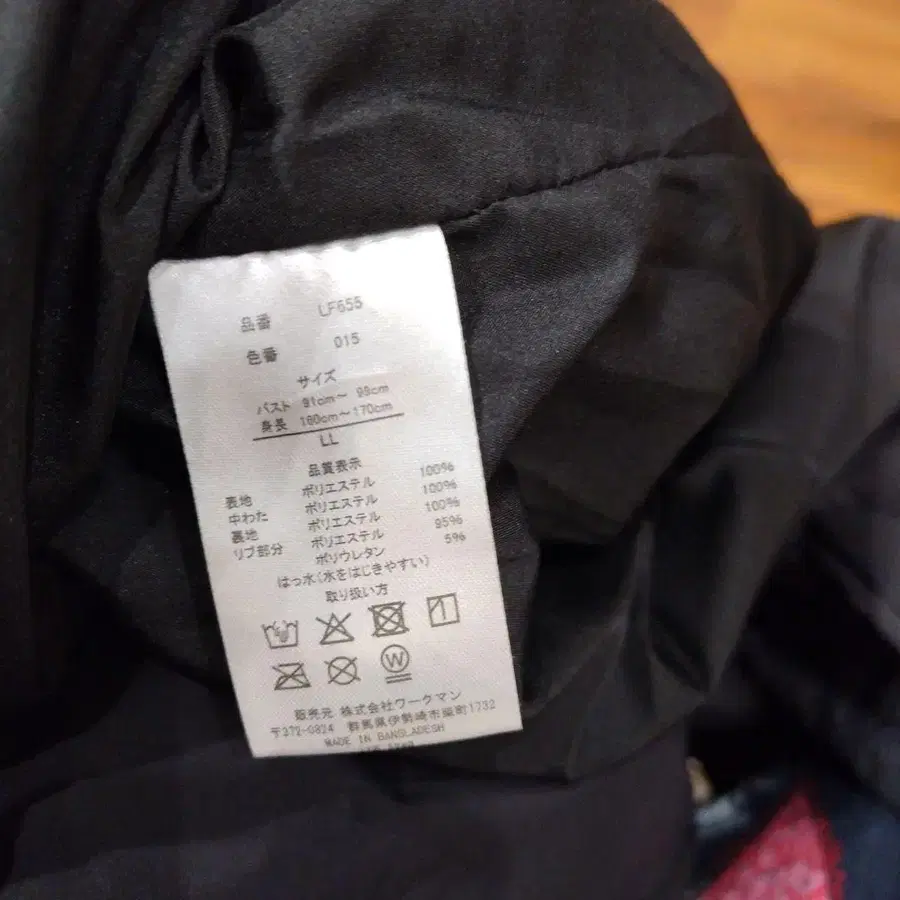 品番 LF655
色番 015
サイズ
バスト 91cm～ 99cm
身長 160cm～170cm
LL
品質表示
表地 ポリエステル 100%
中わた ポリエステル 100%
裏地 ポリエステル 100%
リブ部分 ポリエステル 95%
ポリウレタン 5%
はっ水(水をはじきやすい)
取り扱い方
W
販売元 株式会社ワークマン
〒372-0824 群馬県伊勢崎市柴町1732
MADE IN BANGLADESH